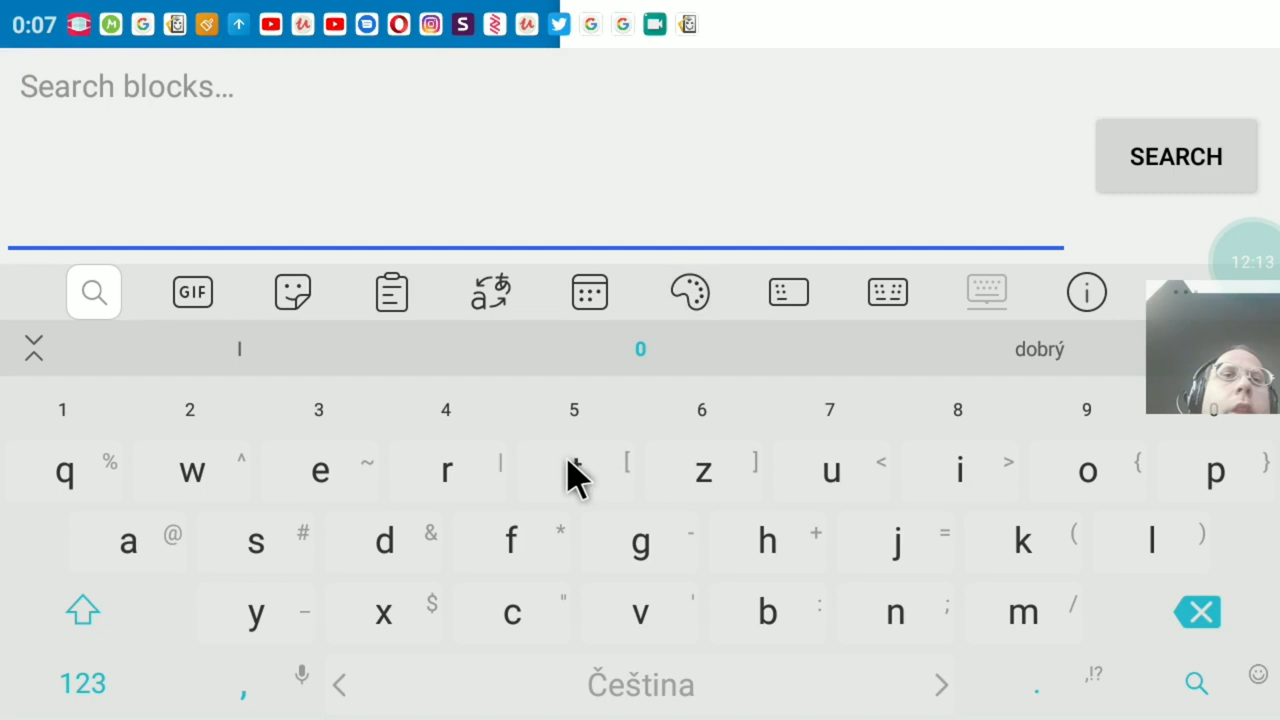 0:07
Search blocks…
SEARCH
12:13
GIF
I 0 dobrý
1 2 3 4 5 6 7 8 9 0
q % w ^ e ~ r | [ z ] u < i > o { p }
a @ s # d & f * g - h + j = k ( l )
y _ x $ c " v ' b : n ; m /
123 , < Čeština > . ,!?